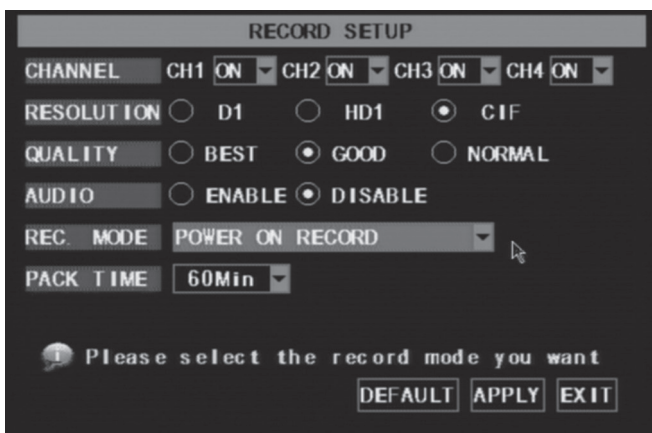 RECORD SETUP
CHANNEL CH1 ON CH2 ON CH3 ON CH4 ON
RESOLUTION D1 HD1 CIF
QUALITY BEST GOOD NORMAL
AUDIO ENABLE DISABLE
REC. MODE POWER ON RECORD
PACK TIME 60Min
Please select the record mode you want
DEFAULT APPLY EXIT